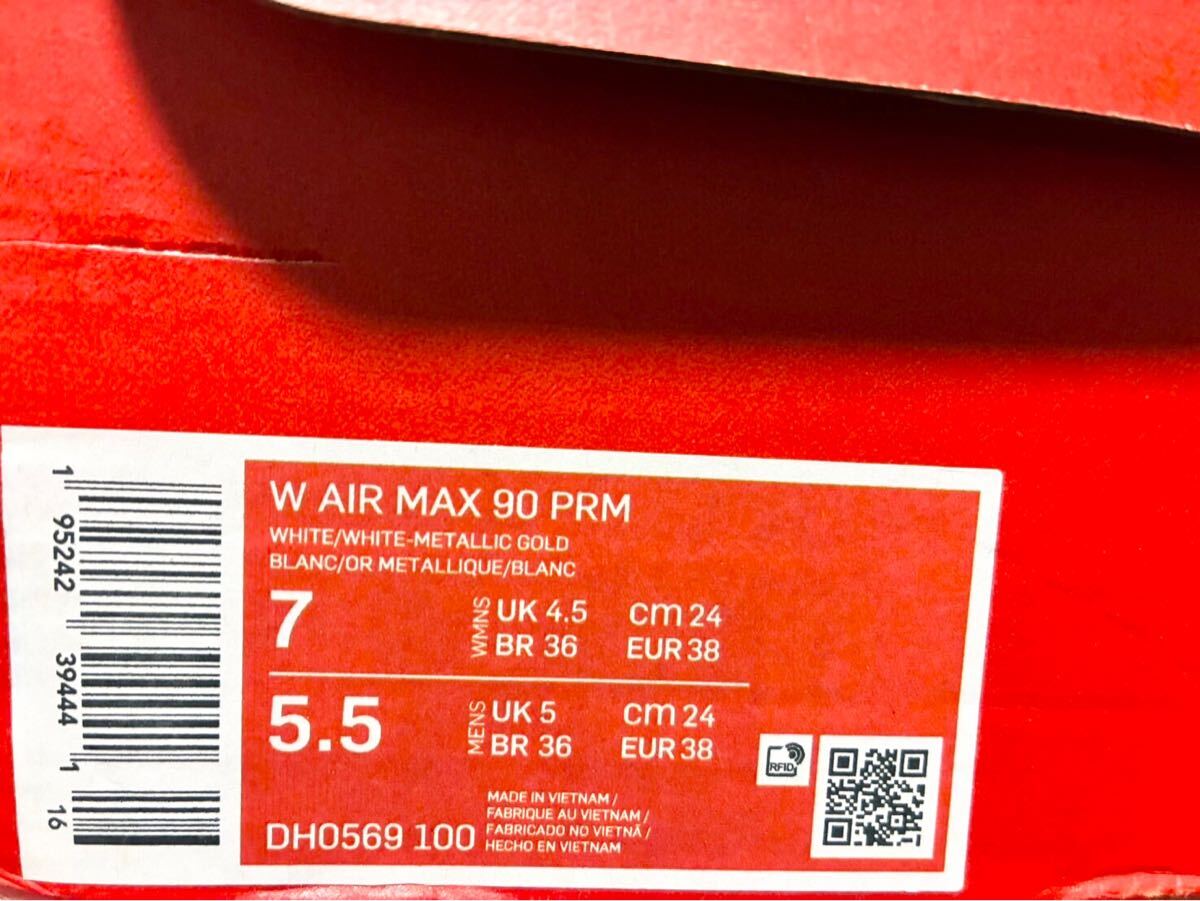 W AIR MAX 90 PRM
WHITE/WHITE-METALLIC GOLD
BLANC/OR METALLIQUE/BLANC
7 WMNS UK 4.5 cm 24
BR 36 EUR 38
5.5 MENS UK 5 cm 24
BR 36 EUR 38
RFID
MADE IN VIETNAM /
FABRIQUE AU VIETNAM /
FABRICADO NO VIETNÃ /
HECHO EN VIETNAM
DH0569 100
1 95242 39444 1 16